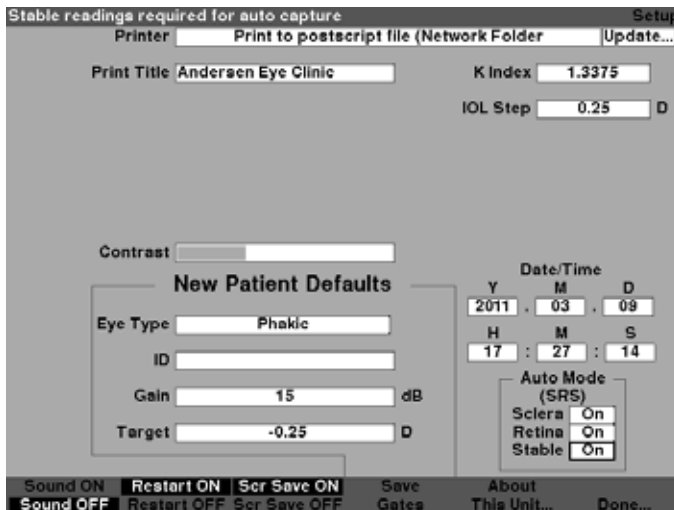 Stable readings required for auto capture Setup
Printer Print to postscript file (Network Folder Update...
Print Title Andersen Eye Clinic K Index 1.3375
IOL Step 0.25 D
Contrast
New Patient Defaults
Eye Type Phakic
ID
Gain 15 dB
Target -0.25 D
Date/Time
Y M D
2011 . 03 . 09
H M S
17 : 27 : 14
Auto Mode
(SRS)
Sclera On
Retina On
Stable On
Sound ON Restart ON Scr Save ON Save About
Sound OFF Restart OFF Scr Save OFF Gates This Unit... Done...